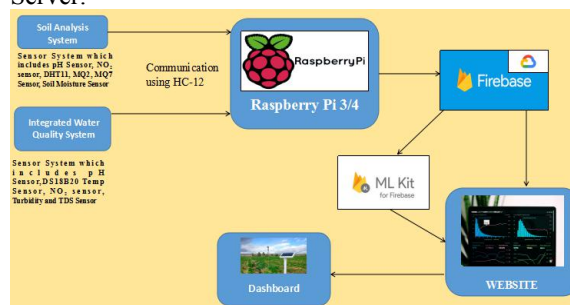 Server.
Soil Analysis
System
Sensor System which
includes pH Sensor, NO₂
sensor, DHT11, MQ2, MQ7
Sensor, Soil Moisture Sensor
Communication
using HC-12
RaspberryPi
Raspberry Pi 3/4
Firebase
Integrated Water
Quality System
Sensor System which
includes pH
Sensor,DS18B20 Temp
Sensor, NO₂ sensor,
Turbidity and TDS Sensor
ML Kit
for Firebase
Dashboard
WEBSITE